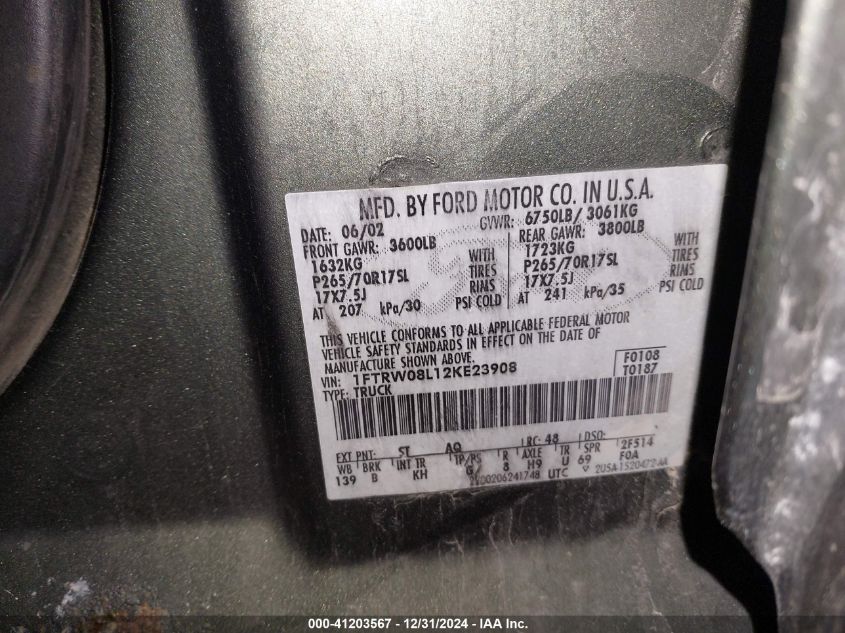 MFD. BY FORD MOTOR CO. IN U.S.A.
DATE: 06/02 GVWR: 6750LB/ 3061KG
FRONT GAWR: 3600LB REAR GAWR: 3800LB
1632KG WITH 1723KG WITH
P265/70R17SL TIRES P265/70R17SL TIRES
17X7.5J RIMS 17X7.5J RIMS
AT 207 kPa/30 PSI COLD AT 241 kPa/35 PSI COLD
THIS VEHICLE CONFORMS TO ALL APPLICABLE FEDERAL MOTOR
VEHICLE SAFETY STANDARDS IN EFFECT ON THE DATE OF
MANUFACTURE SHOWN ABOVE.
VIN: 1FTRW08L12KE23908 F0108
TYPE: TRUCK T0187
EXT PNT: ST AQ RC: 48 DSO: 2F514
WB BRK INT TR TP/PS R AXLE TR SPR F0A
139 B KH G 8 H9 U 69
UTC 2U5A-1520472-AA
000-41203567 - 12/31/2024 - IAA Inc.